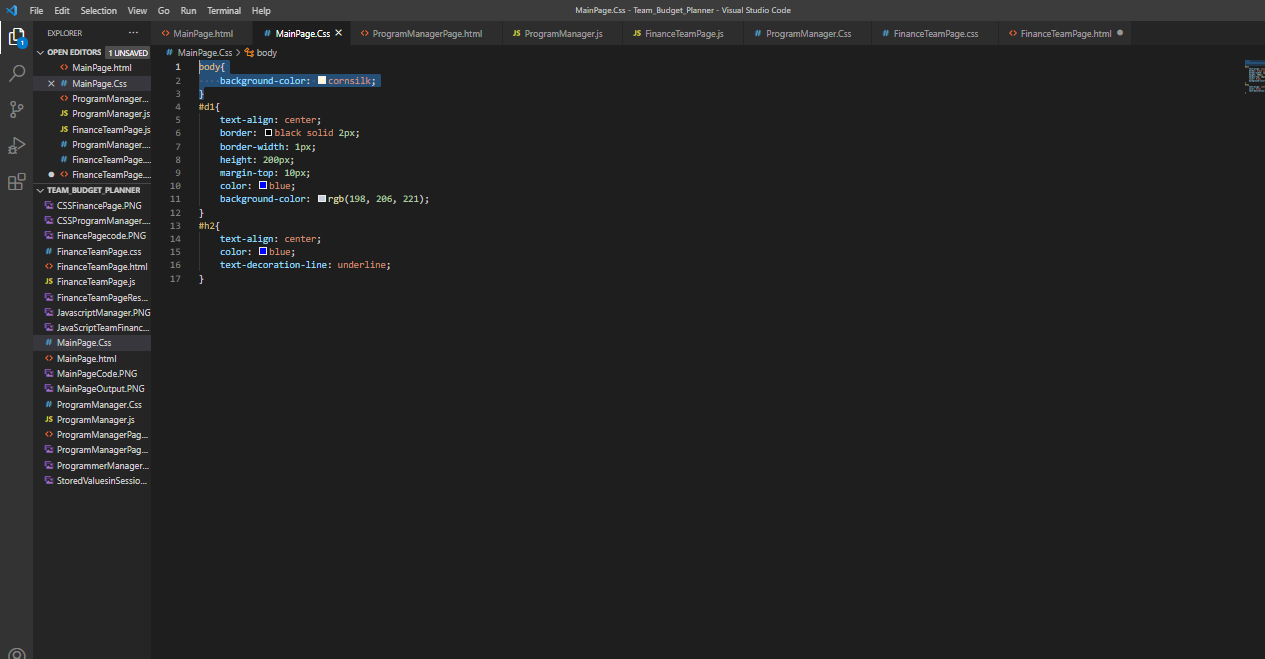 File Edit Selection View Go Run Terminal Help MainPage.Css - Team_Budget_Planner - Visual Studio Code
EXPLORER ···
MainPage.html # MainPage.Css ProgramManagerPage.html JS ProgramManager.js JS FinanceTeamPage.js # ProgramManager.Css # FinanceTeamPage.css FinanceTeamPage.html
1
OPEN EDITORS 1 UNSAVED
MainPage.html
# MainPage.Css
ProgramManager...
JS ProgramManager.js
JS FinanceTeamPage.js
# ProgramManager....
# FinanceTeamPage....
FinanceTeamPage....
TEAM_BUDGET_PLANNER
CSSFinancePage.PNG
CSSProgramManager....
FinancePagecode.PNG
# FinanceTeamPage.css
FinanceTeamPage.html
JS FinanceTeamPage.js
FinanceTeamPageRes...
JavascriptManager.PNG
JavaScriptTeamFinanc...
# MainPage.Css
MainPage.html
MainPageCode.PNG
MainPageOutput.PNG
# ProgramManager.Css
JS ProgramManager.js
ProgramManagerPag...
ProgramManagerPag...
ProgrammerManager...
StoredValuesinSessio...
# MainPage.Css > body
1 body{
2 background-color: cornsilk;
3 }
4 #d1{
5 text-align: center;
6 border: black solid 2px;
7 border-width: 1px;
8 height: 200px;
9 margin-top: 10px;
10 color: blue;
11 background-color: rgb(198, 206, 221);
12 }
13 #h2{
14 text-align: center;
15 color: blue;
16 text-decoration-line: underline;
17 }